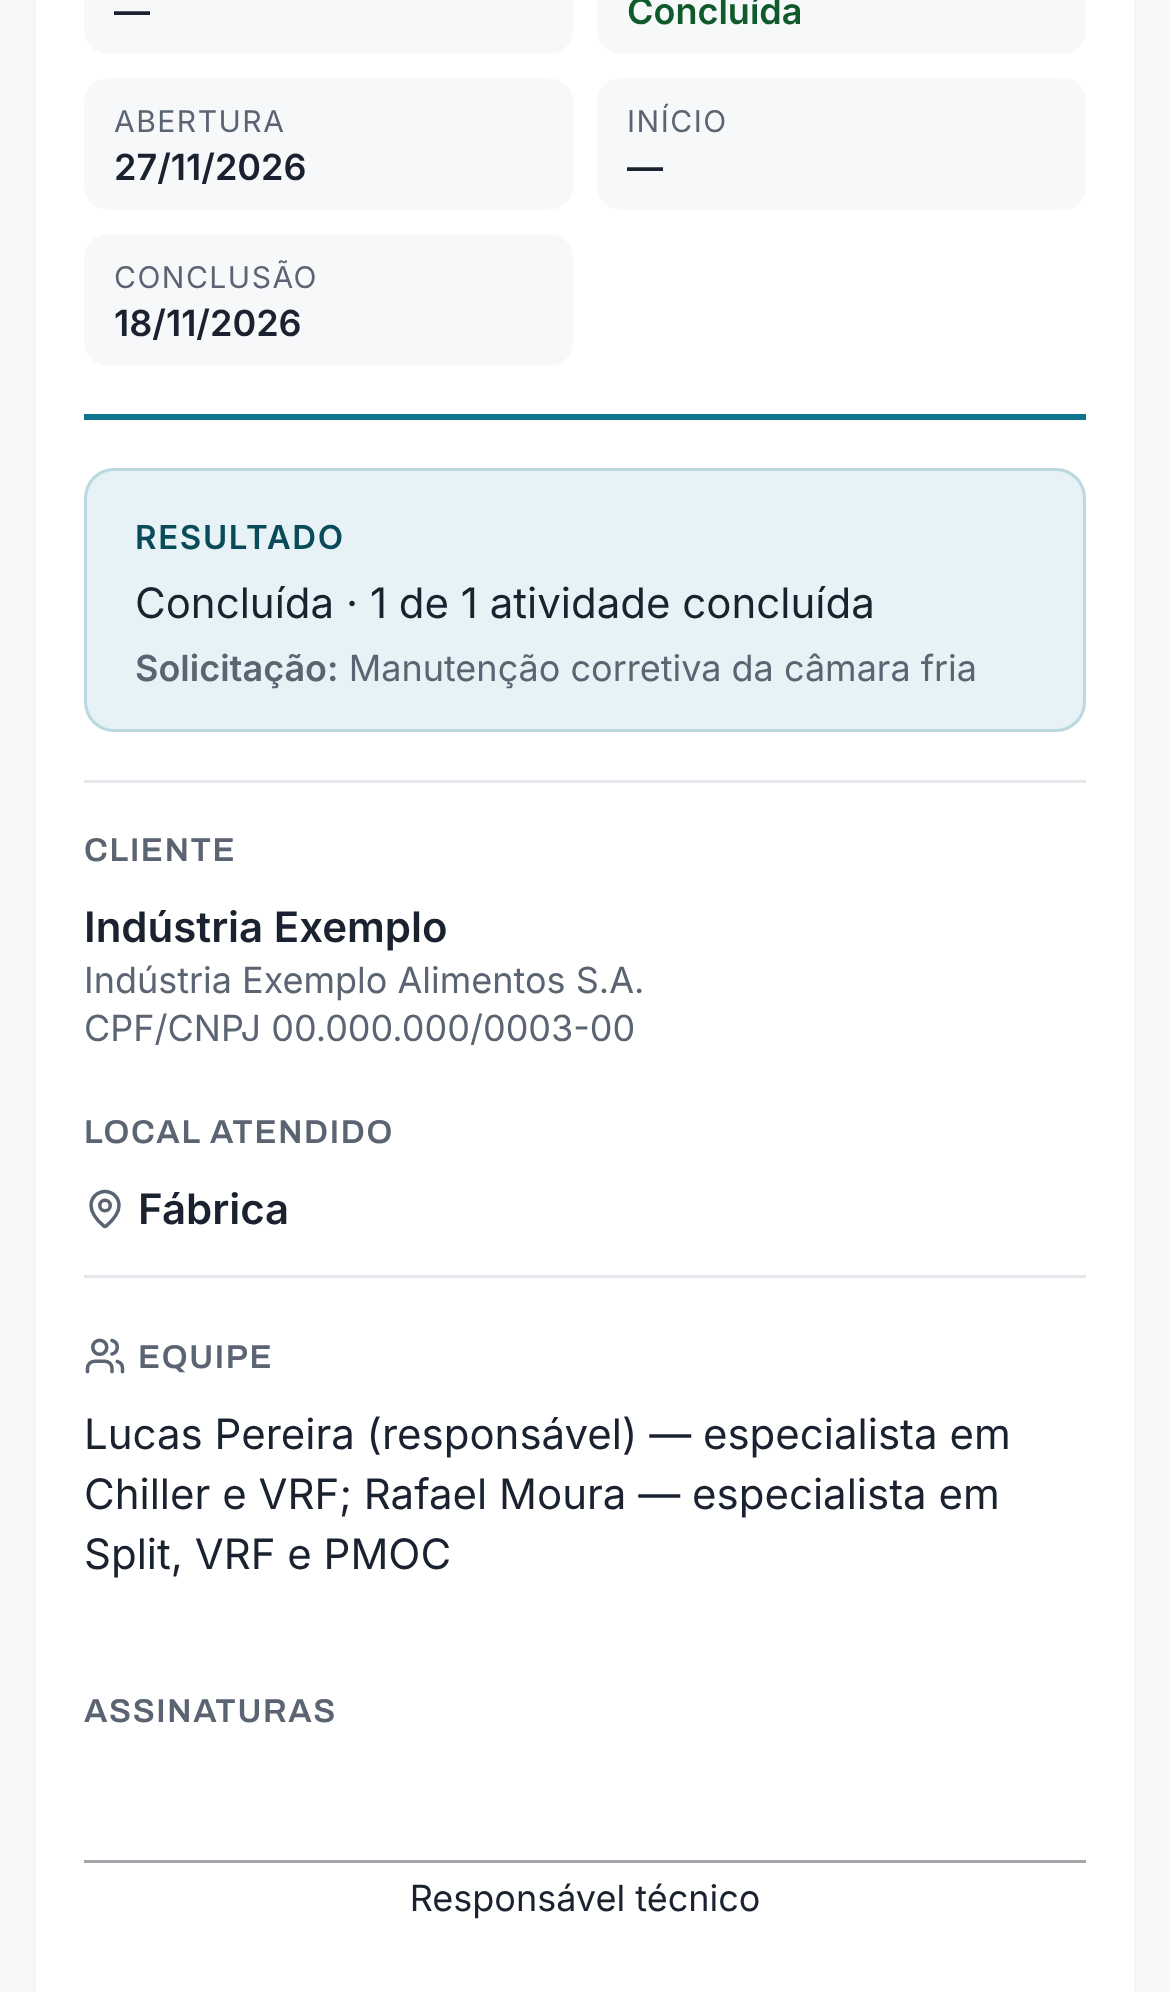 —
Concluída
ABERTURA
27/11/2026
INÍCIO
—
CONCLUSÃO
18/11/2026
RESULTADO
Concluída · 1 de 1 atividade concluída
Solicitação: Manutenção corretiva da câmara fria
CLIENTE
Indústria Exemplo
Indústria Exemplo Alimentos S.A.
CPF/CNPJ 00.000.000/0003-00
LOCAL ATENDIDO
Fábrica
EQUIPE
Lucas Pereira (responsável) — especialista em
Chiller e VRF; Rafael Moura — especialista em
Split, VRF e PMOC
ASSINATURAS
Responsável técnico